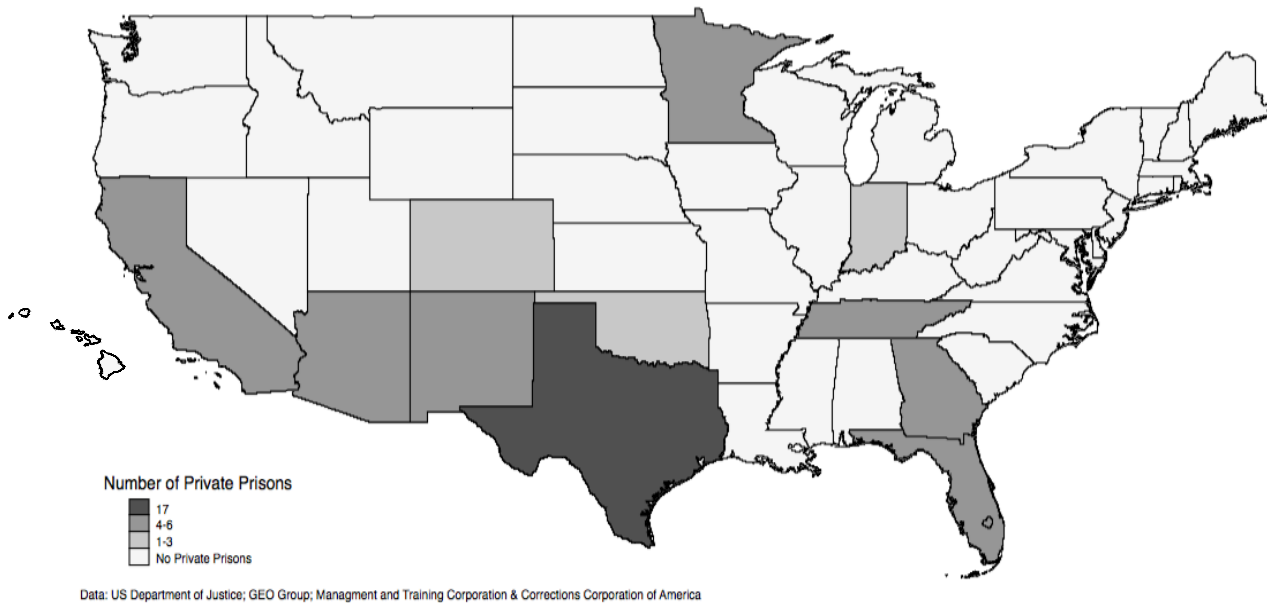 Number of Private Prisons
17
4-6
1-3
No Private Prisons
Data: US Department of Justice; GEO Group; Managment and Training Corporation & Corrections Corporation of America